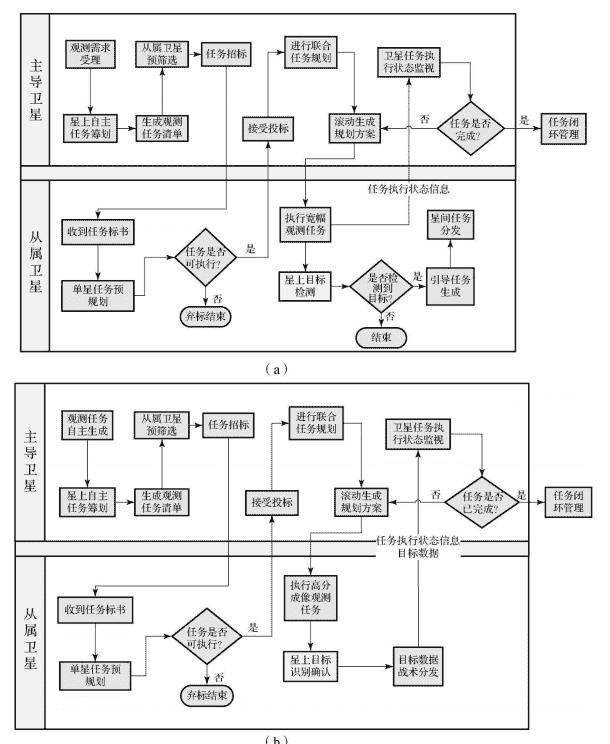 主导卫星
观测需求
受理
从属卫星
预筛选
任务招标
进行联合
任务规划
卫星任务执
行状态监视
星上自主
任务筹划
生成观测
任务清单
接受投标
滚动生成
规划方案
否
任务是否
完成?
是
任务闭
环管理
任务执行状态信息
从属卫星
收到任务标书
单星任务预
规划
任务是否
可执行?
是
否
弃标结束
执行宽幅
观测任务
星上目标
检测
是否检
测到
目标?
是
否
结束
星间任务
分发
引导任务
生成
(a)
主导卫星
观测任务
自主生成
从属卫星
预筛选
任务招标
进行联合
任务规划
卫星任务执
行状态监视
星上自主
任务筹划
生成观测
任务清单
接受投标
滚动生成
规划方案
否
任务是否
已完成?
是
任务闭
环管理
任务执行状态信息
目标数据
从属卫星
收到任务标书
单星任务预
规划
任务是否
可执行?
是
否
弃标结束
执行高分
成像观测
任务
星上目标
识别确认
目标数据
战术分发
(b)